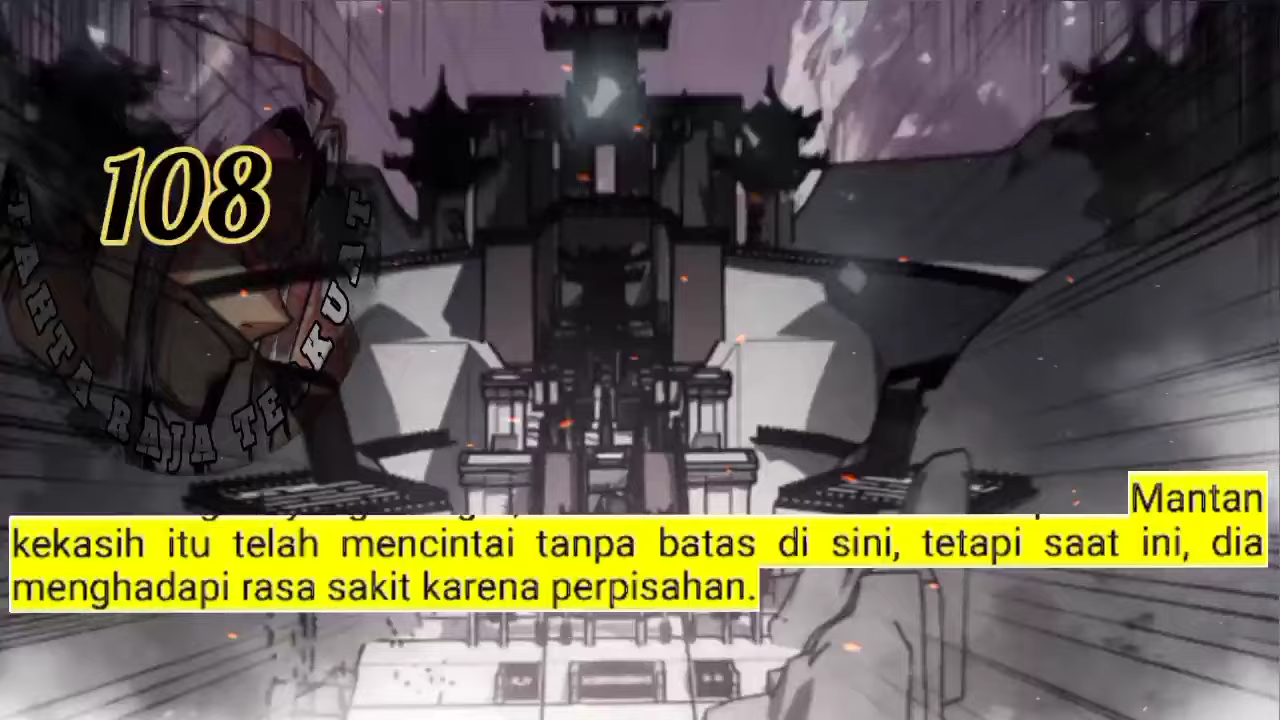 108
TAHTA RAJA TERKUAT
Mantan
kekasih itu telah mencintai tanpa batas di sini, tetapi saat ini, dia
menghadapi rasa sakit karena perpisahan.